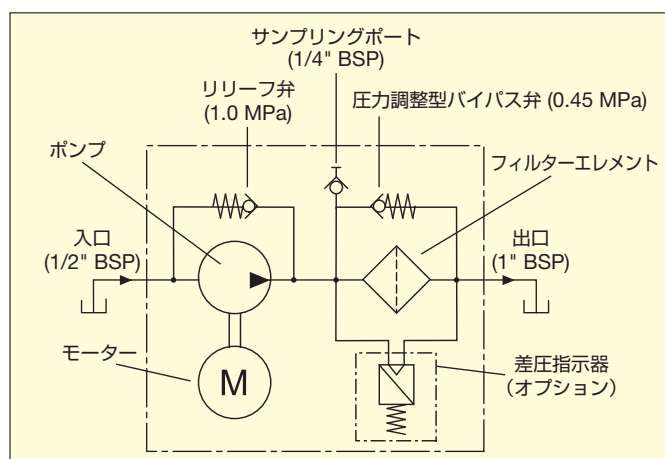 サンプリングポート
(1/4" BSP)
リリーフ弁
(1.0 MPa)
圧力調整型バイパス弁 (0.45 MPa)
ポンプ
フィルターエレメント
入口
(1/2" BSP)
出口
(1" BSP)
モーター
M
差圧指示器
（オプション）